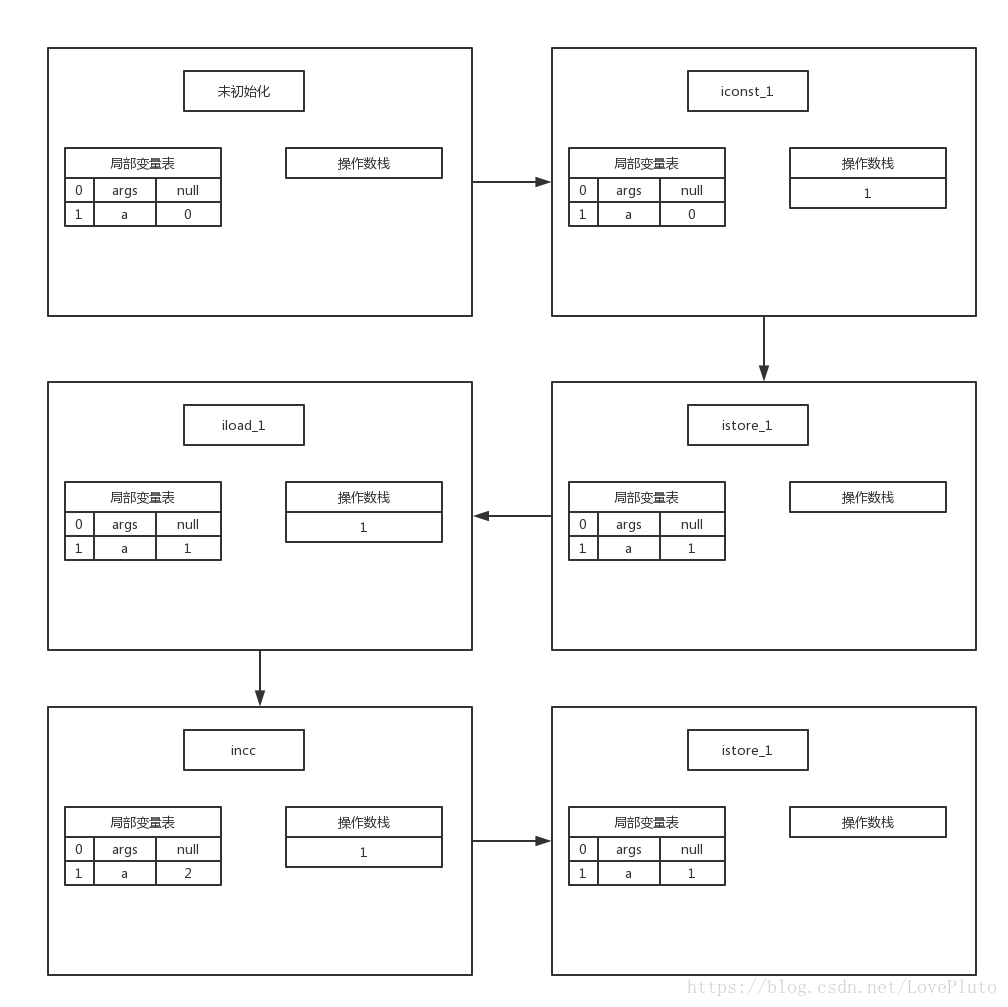 未初始化
局部变量表
0 args null
1 a 0
操作数栈
iconst_1
局部变量表
0 args null
1 a 0
操作数栈
1
iload_1
局部变量表
0 args null
1 a 1
操作数栈
1
istore_1
局部变量表
0 args null
1 a 1
操作数栈
incc
局部变量表
0 args null
1 a 2
操作数栈
1
istore_1
局部变量表
0 args null
1 a 1
操作数栈
https://blog.csdn.net/LovePluto